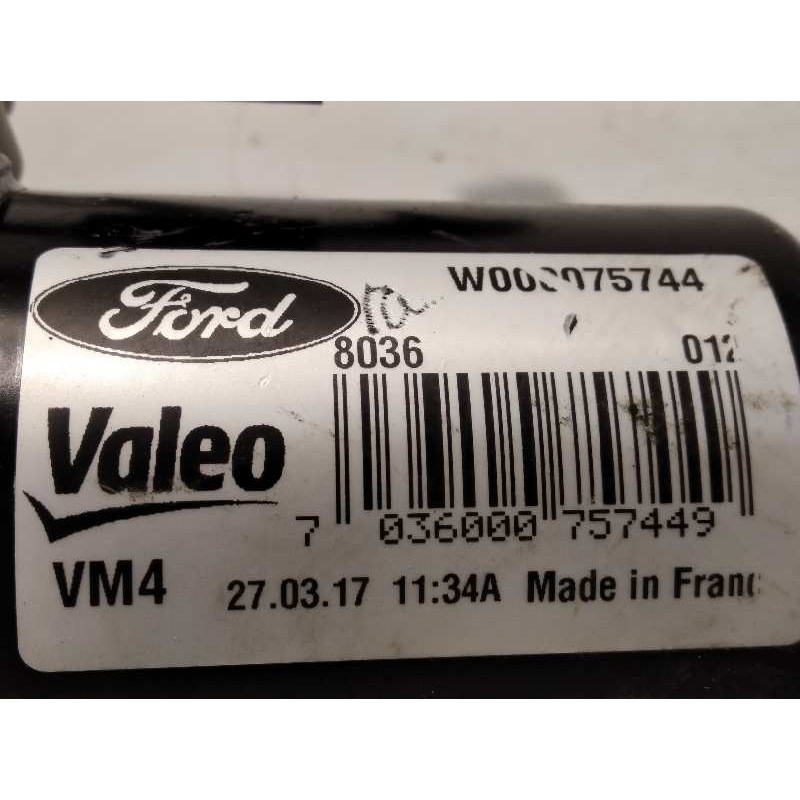 Ford
W000075744
8036 012
Valeo
7 036000 757449
VM4 27.03.17 11:34A Made in Franc